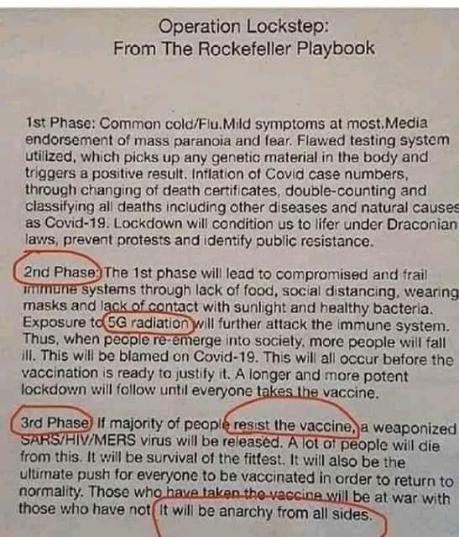 Operation Lockstep:
From The Rockefeller Playbook
1st Phase: Common cold/Flu.Mild symptoms at most.Media
endorsement of mass paranoia and fear. Flawed testing system
utilized, which picks up any genetic material in the body and
triggers a positive result. Inflation of Covid case numbers,
through changing of death certificates, double-counting and
classifying all deaths including other diseases and natural causes
as Covid-19. Lockdown will condition us to lifer under Draconian
laws, prevent protests and identify public resistance.
2nd Phase: The 1st phase will lead to compromised and frail
immune systems through lack of food, social distancing, wearing
masks and lack of contact with sunlight and healthy bacteria.
Exposure to 5G radiation will further attack the immune system.
Thus, when people re-emerge into society, more people will fall
ill. This will be blamed on Covid-19. This will all occur before the
vaccination is ready to justify it. A longer and more potent
lockdown will follow until everyone takes the vaccine.
3rd Phase: If majority of people resist the vaccine, a weaponized
SARS/HIV/MERS virus will be released. A lot of people will die
from this. It will be survival of the fittest. It will also be the
ultimate push for everyone to be vaccinated in order to return to
normality. Those who have taken the vaccine will be at war with
those who have not. It will be anarchy from all sides.